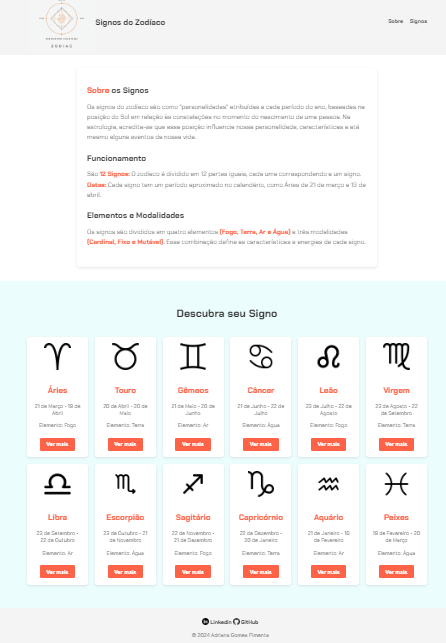 ZODIAC
Signos do Zodíaco
Sobre Signos
Sobre os Signos
Os signos do zodíaco são como "personalidades" atribuídas a cada período do ano, baseadas na
posição do Sol em relação às constelações no momento do nascimento de uma pessoa. Na
astrologia, acredita-se que essa posição influencia nossa personalidade, características e até
mesmo alguns eventos da nossa vida.
Funcionamento
São 12 Signos: O zodíaco é dividido em 12 partes iguais, cada uma correspondendo a um signo.
Datas: Cada signo tem um período aproximado no calendário, como Áries de 21 de março a 19 de
abril.
Elementos e Modalidades
Os signos são divididos em quatro elementos (Fogo, Terra, Ar e Água) e três modalidades
(Cardinal, Fixo e Mutável). Essa combinação define as características e energias de cada signo.
Descubra seu Signo
Áries
21 de Março - 19 de
Abril
Elemento: Fogo
Ver mais
Touro
20 de Abril - 20 de
Maio
Elemento: Terra
Ver mais
Gêmeos
21 de Maio - 20 de
Junho
Elemento: Ar
Ver mais
Câncer
21 de Junho - 22 de
Julho
Elemento: Água
Ver mais
Leão
23 de Julho - 22 de
Agosto
Elemento: Fogo
Ver mais
Virgem
23 de Agosto - 22
de Setembro
Elemento: Terra
Ver mais
Libra
23 de Setembro -
22 de Outubro
Elemento: Ar
Ver mais
Escorpião
23 de Outubro - 21
de Novembro
Elemento: Água
Ver mais
Sagitário
22 de Novembro -
21 de Dezembro
Elemento: Fogo
Ver mais
Capricórnio
22 de Dezembro -
20 de Janeiro
Elemento: Terra
Ver mais
Aquário
21 de Janeiro - 18
de Fevereiro
Elemento: Ar
Ver mais
Peixes
19 de Fevereiro - 20
de Março
Elemento: Água
Ver mais
Linkedin GitHub
© 2024 Adriana Gomes Pimenta